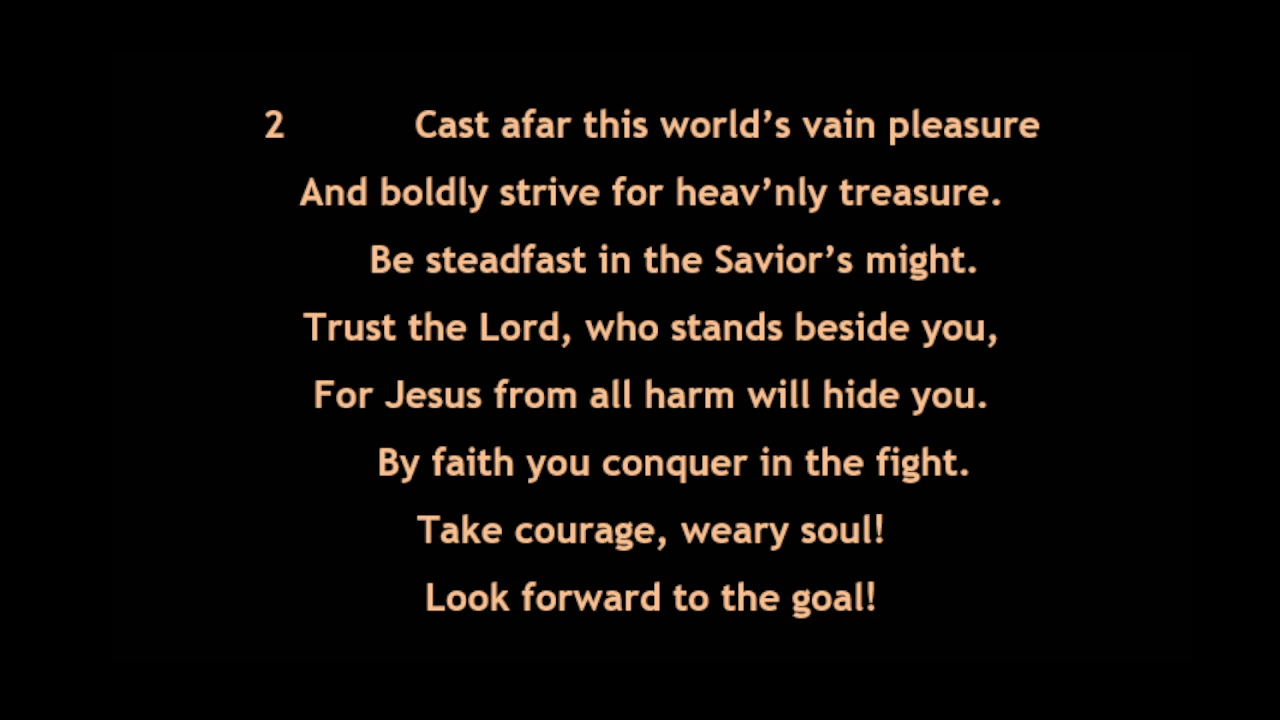 2 Cast afar this world’s vain pleasure
And boldly strive for heav’nly treasure.
Be steadfast in the Savior’s might.
Trust the Lord, who stands beside you,
For Jesus from all harm will hide you.
By faith you conquer in the fight.
Take courage, weary soul!
Look forward to the goal!